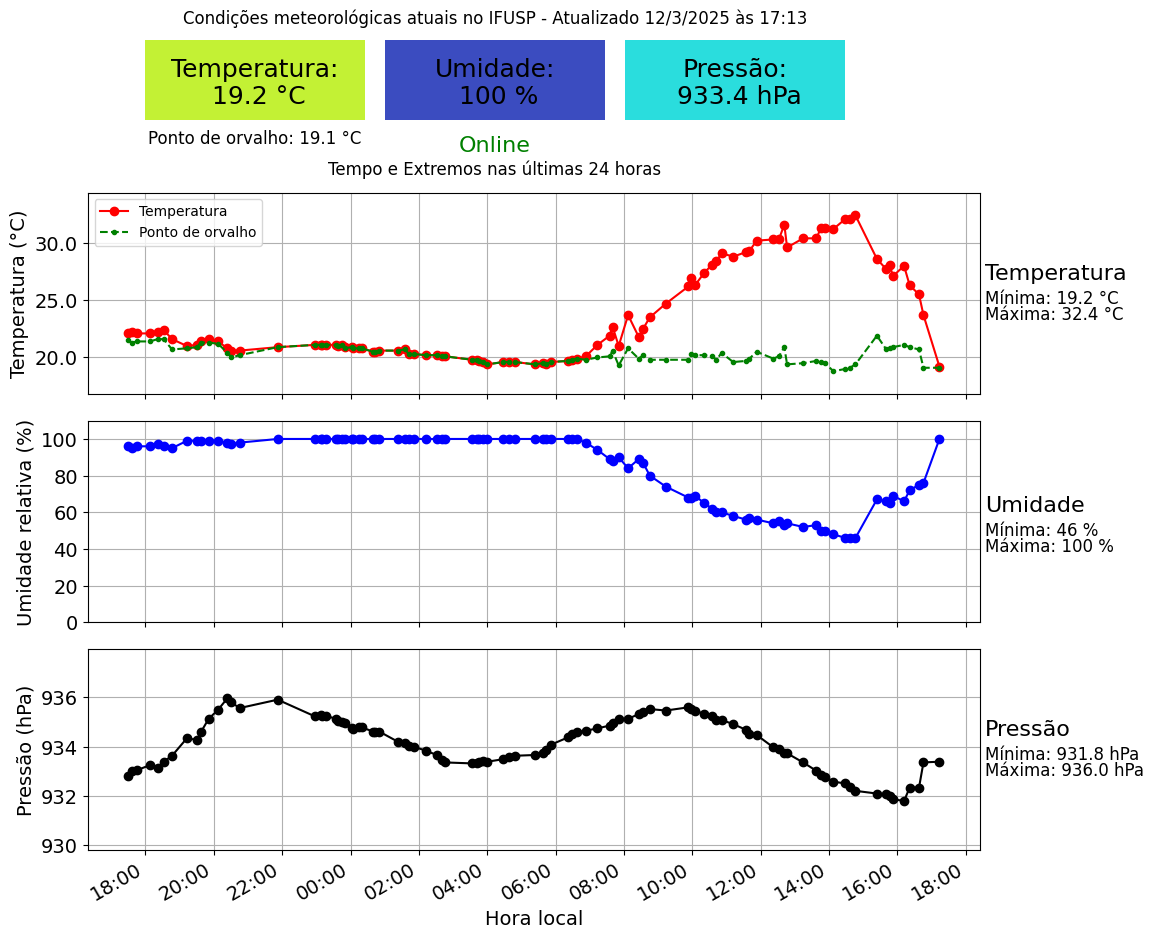 Condições meteorológicas atuais no IFUSP - Atualizado 12/3/2025 às 17:13
Temperatura:
19.2 °C
Umidade:
100 %
Pressão:
933.4 hPa
Ponto de orvalho: 19.1 °C
Online
Tempo e Extremos nas últimas 24 horas
Temperatura (°C)
30.0
25.0
20.0
Temperatura
Ponto de orvalho
Temperatura
Mínima: 19.2 °C
Máxima: 32.4 °C
Umidade relativa (%)
100
80
60
40
20
0
Umidade
Mínima: 46 %
Máxima: 100 %
Pressão (hPa)
936
934
932
930
Pressão
Mínima: 931.8 hPa
Máxima: 936.0 hPa
18:00
20:00
22:00
00:00
02:00
04:00
06:00
08:00
10:00
12:00
14:00
16:00
18:00
Hora local